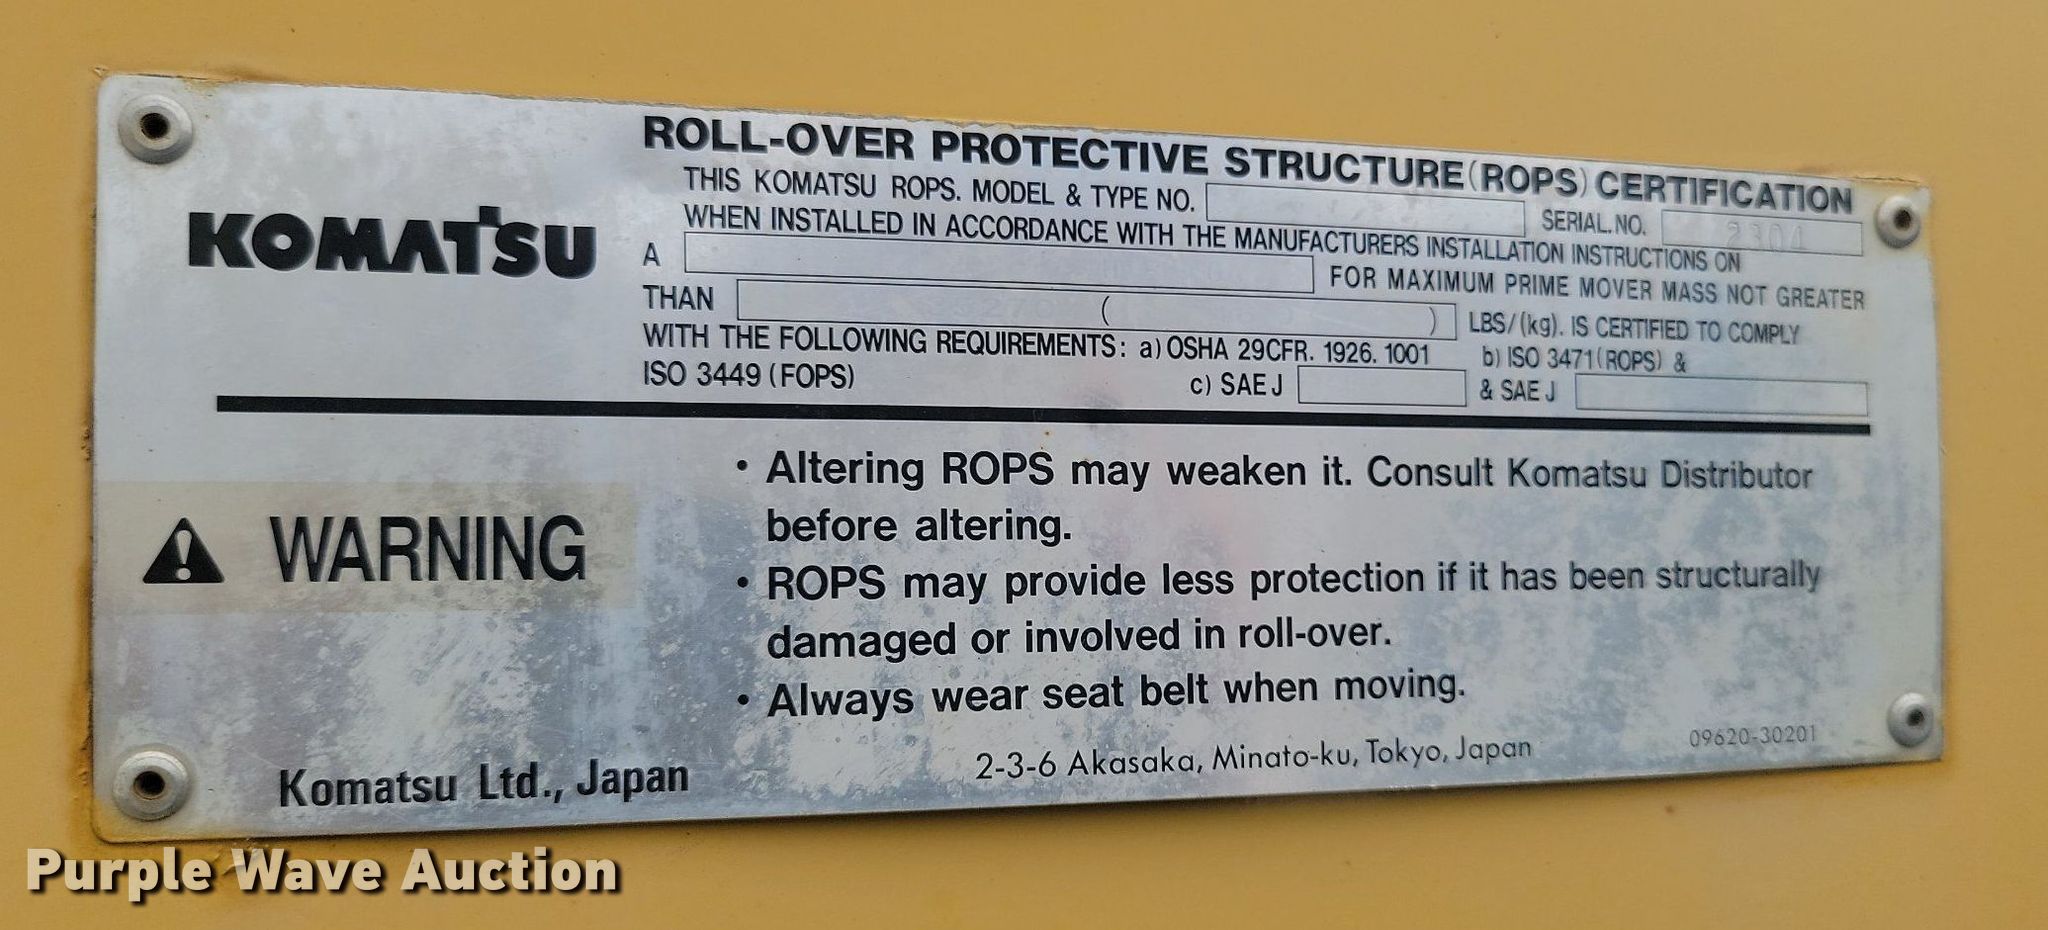 ROLL-OVER PROTECTIVE STRUCTURE (ROPS) CERTIFICATION
THIS KOMATSU ROPS. MODEL & TYPE NO. SERIAL. NO. 2304
WHEN INSTALLED IN ACCORDANCE WITH THE MANUFACTURERS INSTALLATION INSTRUCTIONS ON
A FOR MAXIMUM PRIME MOVER MASS NOT GREATER
THAN ( ) LBS/(kg). IS CERTIFIED TO COMPLY
WITH THE FOLLOWING REQUIREMENTS: a) OSHA 29CFR. 1926. 1001 b) ISO 3471 (ROPS) &
ISO 3449 (FOPS) c) SAE J & SAE J
KOMATSU
WARNING
• Altering ROPS may weaken it. Consult Komatsu Distributor
before altering.
• ROPS may provide less protection if it has been structurally
damaged or involved in roll-over.
• Always wear seat belt when moving.
Komatsu Ltd., Japan 2-3-6 Akasaka, Minato-ku, Tokyo, Japan 09620-30201
Purple Wave Auction